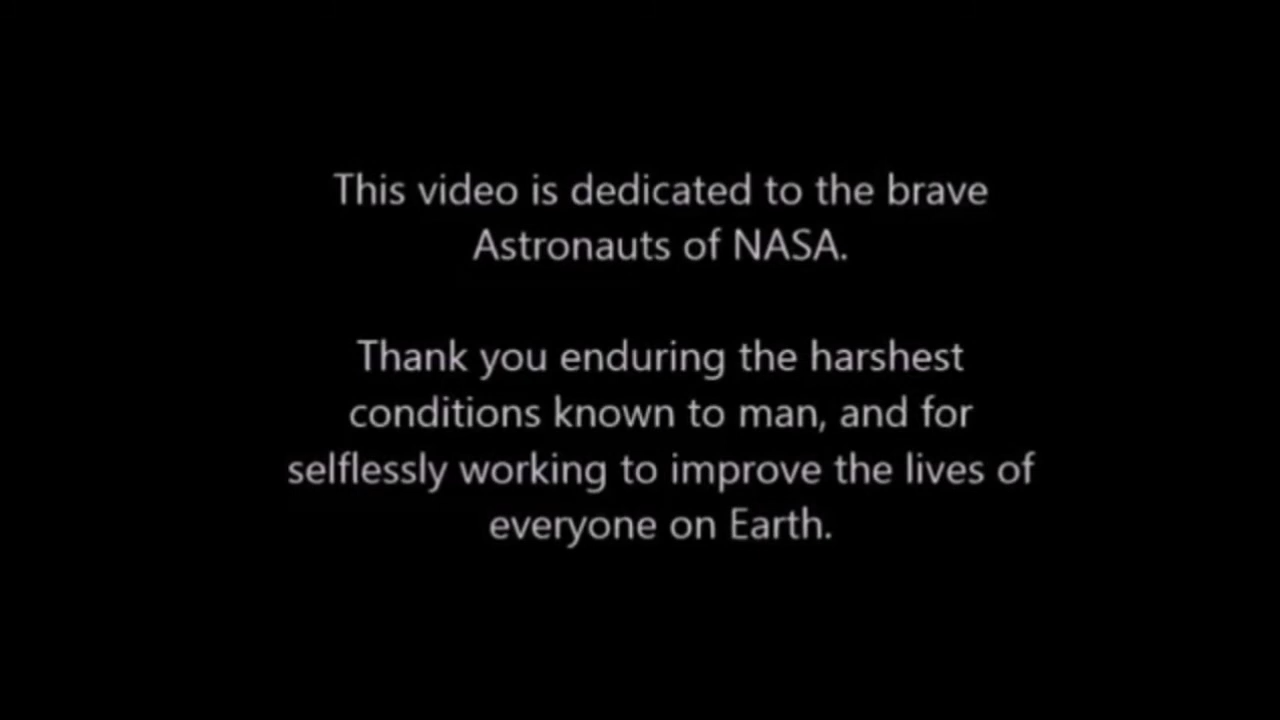 This video is dedicated to the brave
Astronauts of NASA.
Thank you enduring the harshest
conditions known to man, and for
selflessly working to improve the lives of
everyone on Earth.